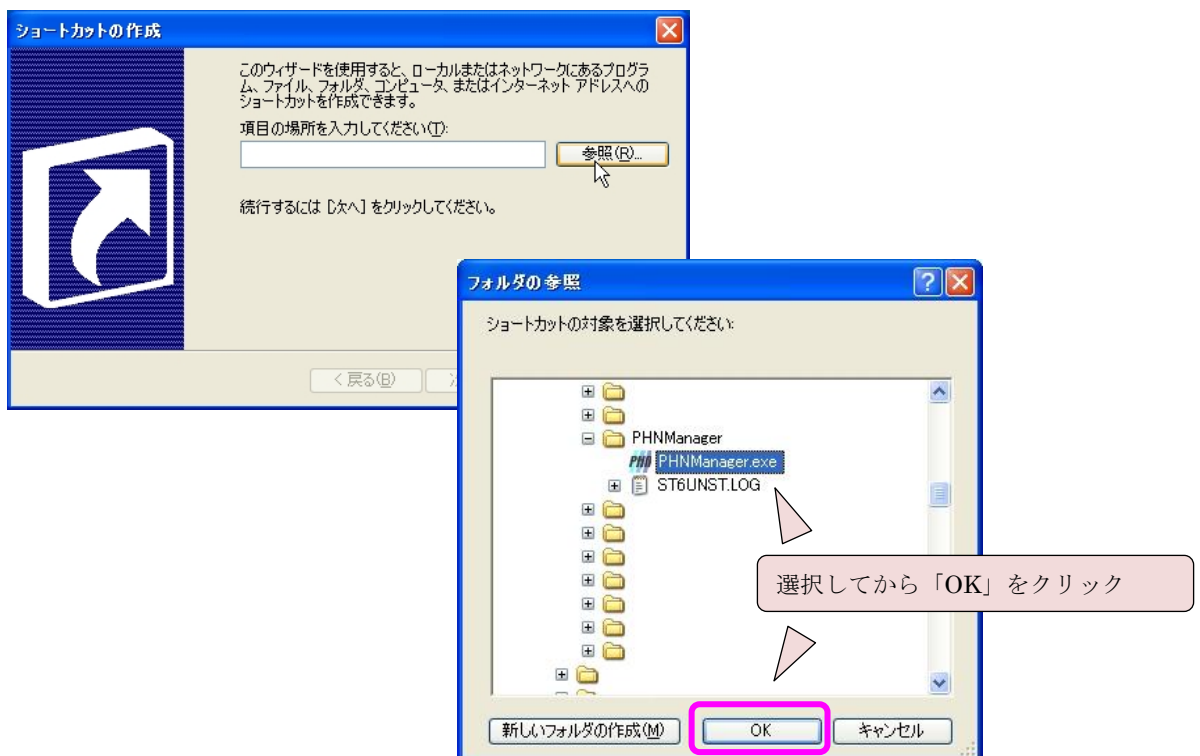 ショートカットの作成
このウィザードを使用すると、ローカルまたはネットワークにあるプログラ
ム、ファイル、フォルダ、コンピュータ、またはインターネット アドレスへの
ショートカットを作成できます。
項目の場所を入力してください(T):
参照(R)...
続行するには [次へ] をクリックしてください。
< 戻る(B)
フォルダの参照
ショートカットの対象を選択してください:
PHNManager
PHNManager.exe
ST6UNST.LOG
選択してから「OK」をクリック
新しいフォルダの作成(M)
OK
キャンセル